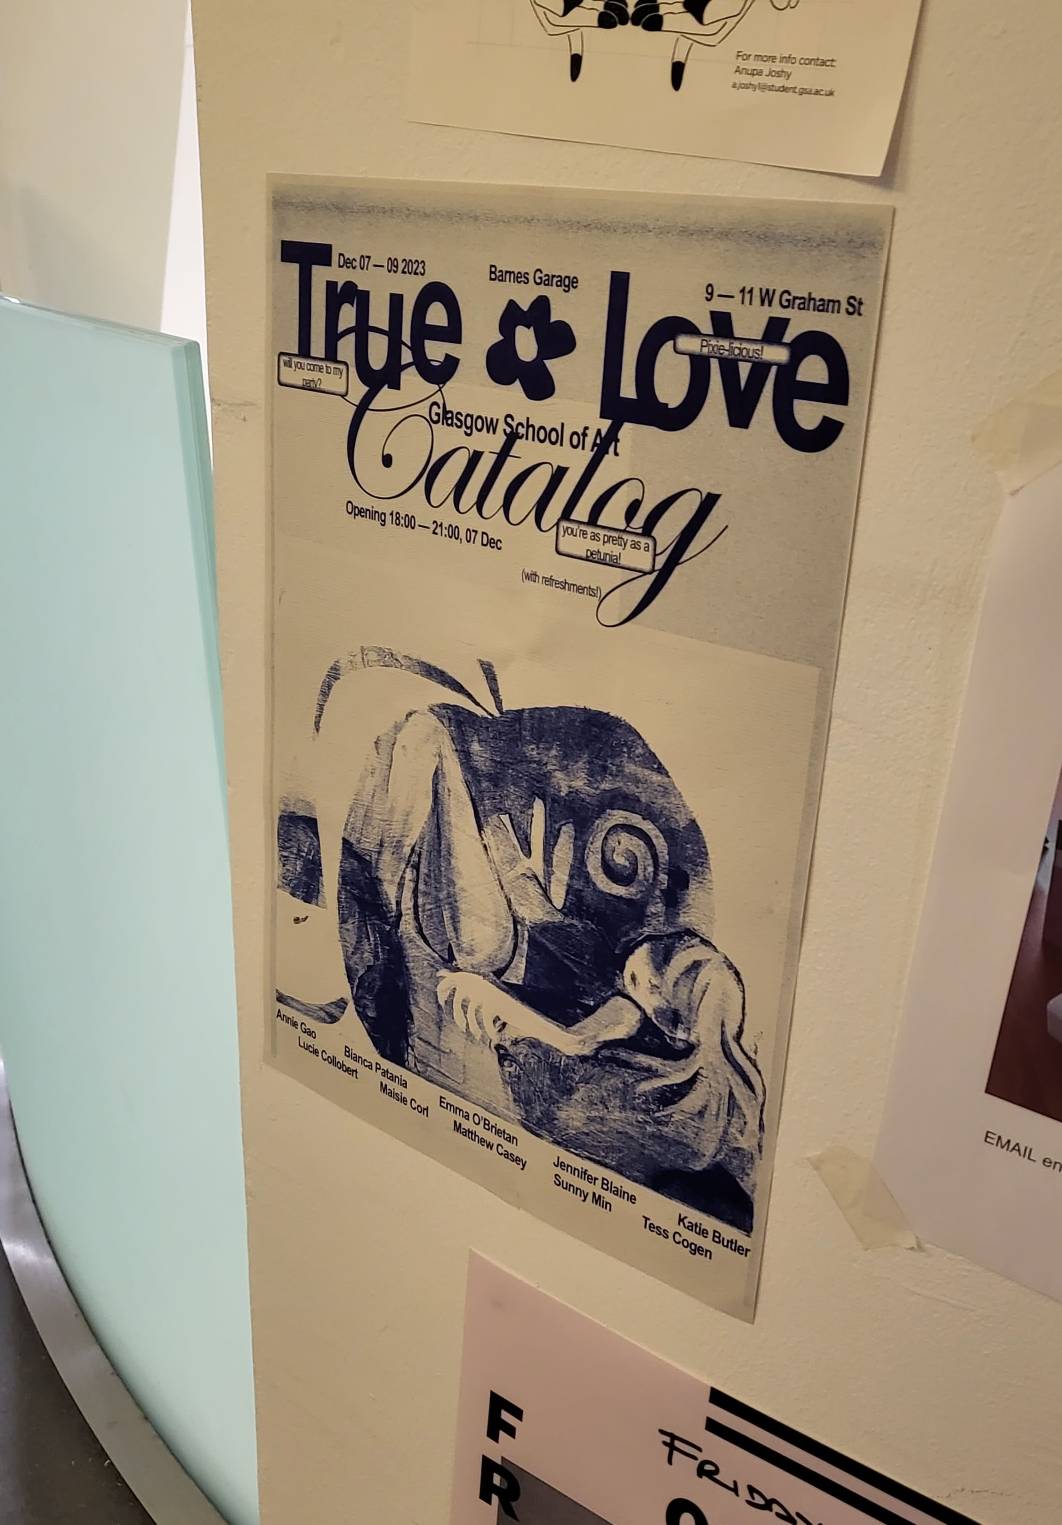 For more info contact:
Anupa Joshy
a.joshy1@student.gsa.ac.uk
Dec 07 — 09 2023
Barnes Garage
9 — 11 W Graham St
True Love
Pixie-licious!
will you come to my
party?
Glasgow School of Art
Catalog
Opening 18:00 — 21:00, 07 Dec
you're as pretty as a
petunia!
(with refreshments!)
Annie Gao
Lucie Collobert
Bianca Patania
Maisie Corl
Emma O'Brietan
Matthew Casey
Jennifer Blaine
Sunny Min
Katie Butler
Tess Cogen
EMAIL
FR
FRIDAY